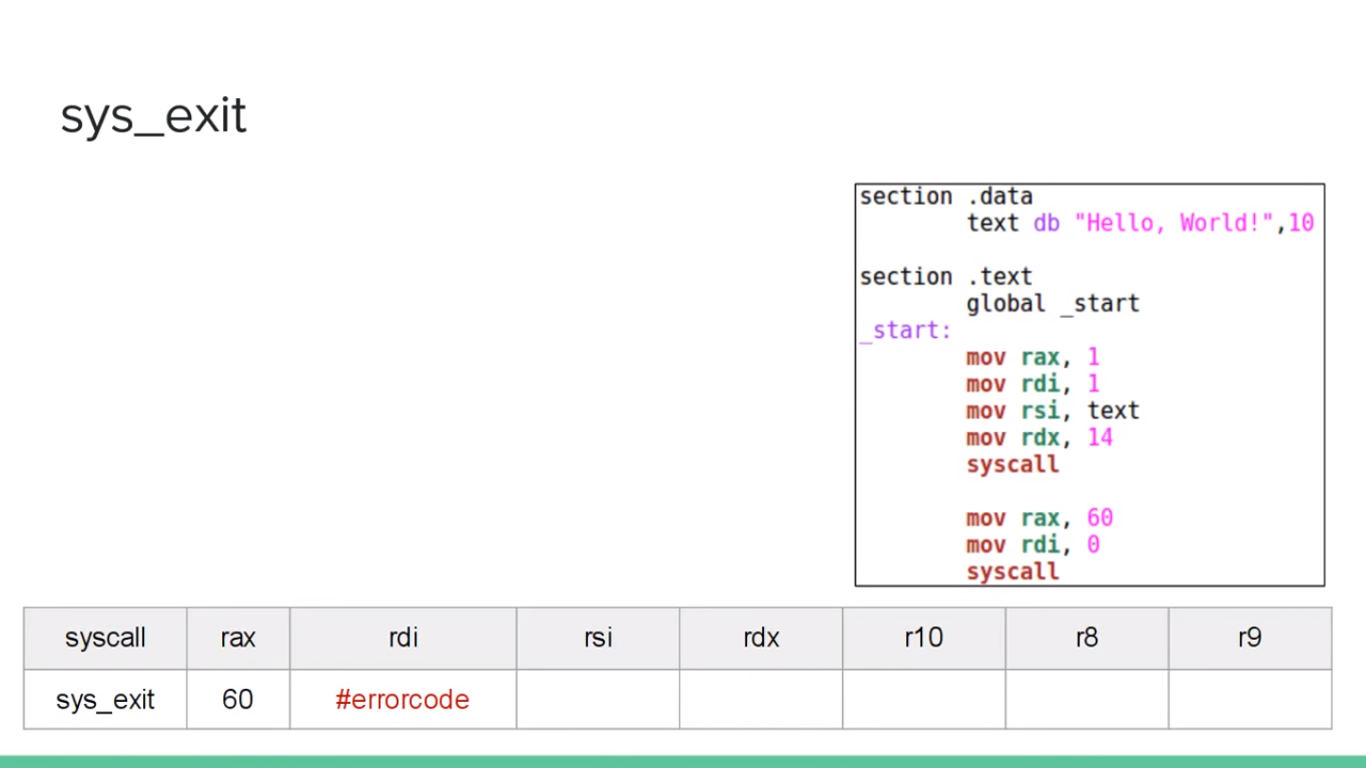 sys_exit
section .data
text db "Hello, World!",10
section .text
global _start
_start:
mov rax, 1
mov rdi, 1
mov rsi, text
mov rdx, 14
syscall
mov rax, 60
mov rdi, 0
syscall
syscall rax rdi rsi rdx r10 r8 r9
sys_exit 60 #errorcode